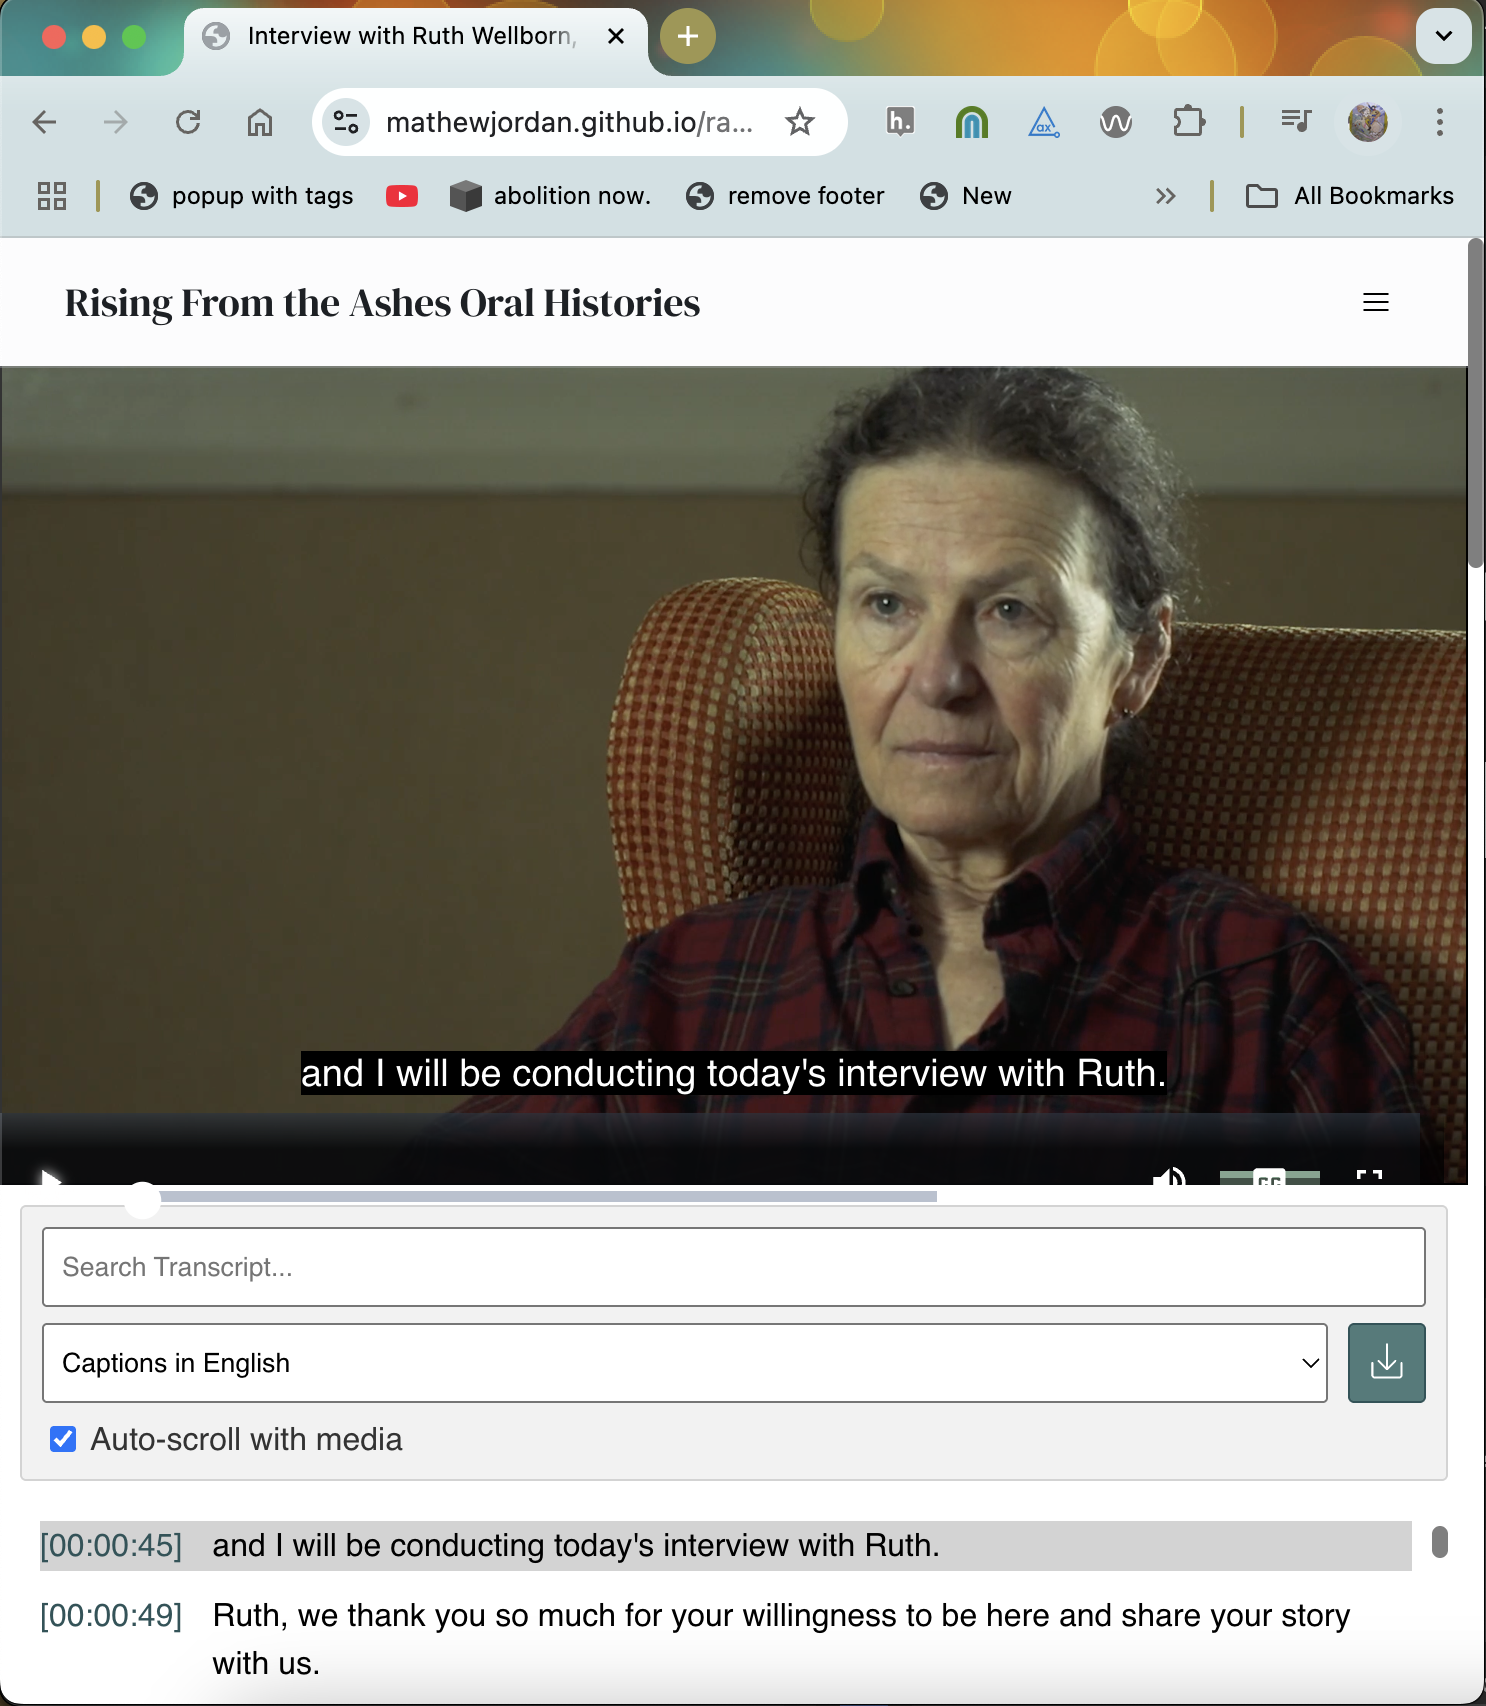 Interview with Ruth Wellborn,
mathewjordan.github.io/ra...
h.
ax
popup with tags
abolition now.
remove footer
New
All Bookmarks
Rising From the Ashes Oral Histories
and I will be conducting today's interview with Ruth.
CC
Search Transcript...
Captions in English
Auto-scroll with media
[00:00:45] and I will be conducting today's interview with Ruth.
[00:00:49] Ruth, we thank you so much for your willingness to be here and share your story
with us.